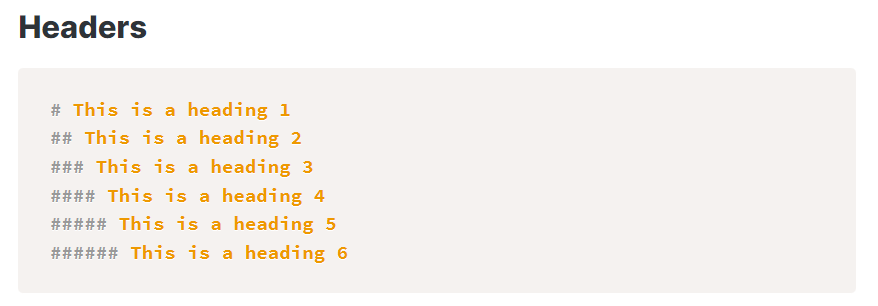 Headers
# This is a heading 1
## This is a heading 2
### This is a heading 3
#### This is a heading 4
##### This is a heading 5
###### This is a heading 6